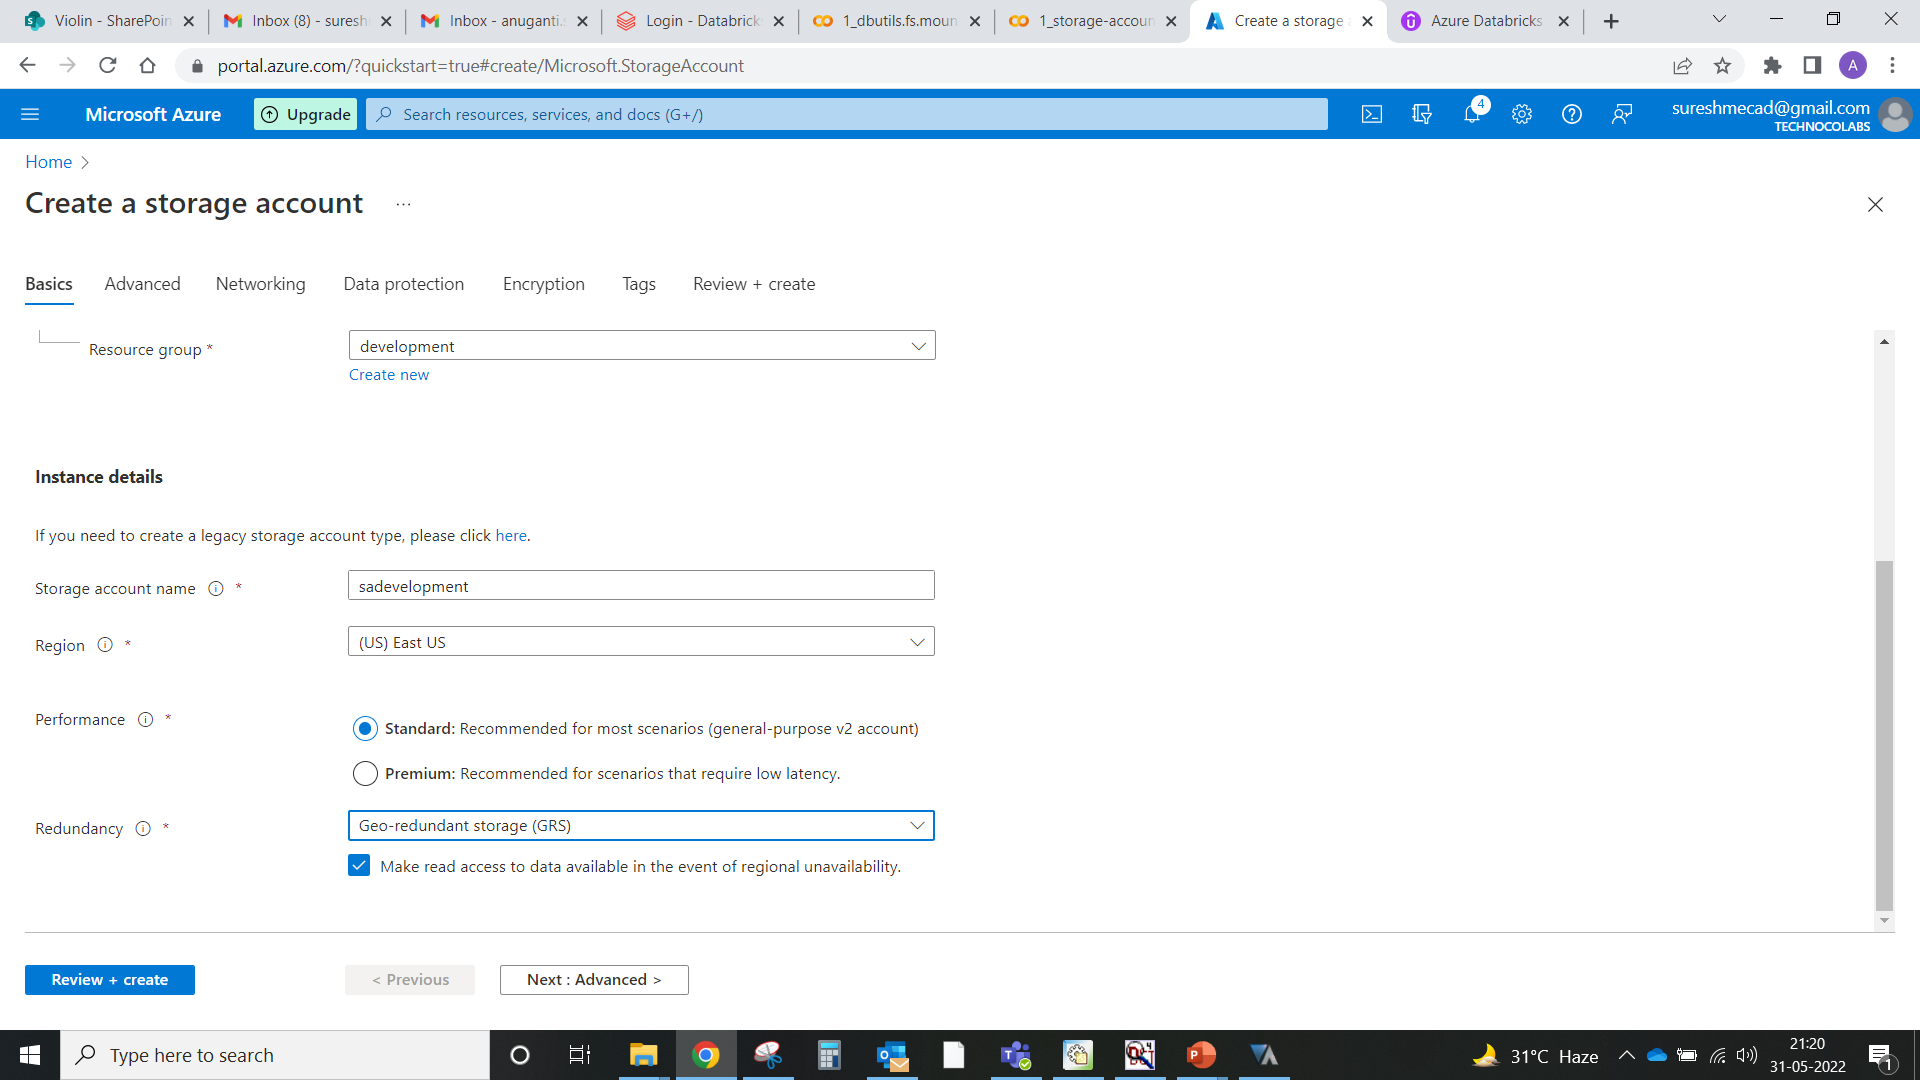 Violin - SharePoin
Inbox (8) - suresh
Inbox - anuganti.s
Login - Databrick
1_dbutils.fs.moun
1_storage-accoun
Create a storage a
Azure Databricks
portal.azure.com/?quickstart=true#create/Microsoft.StorageAccount
A
Microsoft Azure
Upgrade
Search resources, services, and docs (G+/)
4
sureshmecad@gmail.com
TECHNOCOLABS
Home >
Create a storage account ...
Basics Advanced Networking Data protection Encryption Tags Review + create
Resource group *
development
Create new
Instance details
If you need to create a legacy storage account type, please click here.
Storage account name *
sadevelopment
Region *
(US) East US
Performance *
Standard: Recommended for most scenarios (general-purpose v2 account)
Premium: Recommended for scenarios that require low latency.
Redundancy *
Geo-redundant storage (GRS)
Make read access to data available in the event of regional unavailability.
Review + create
< Previous
Next : Advanced >
Type here to search
31°C Haze
21:20
31-05-2022
1